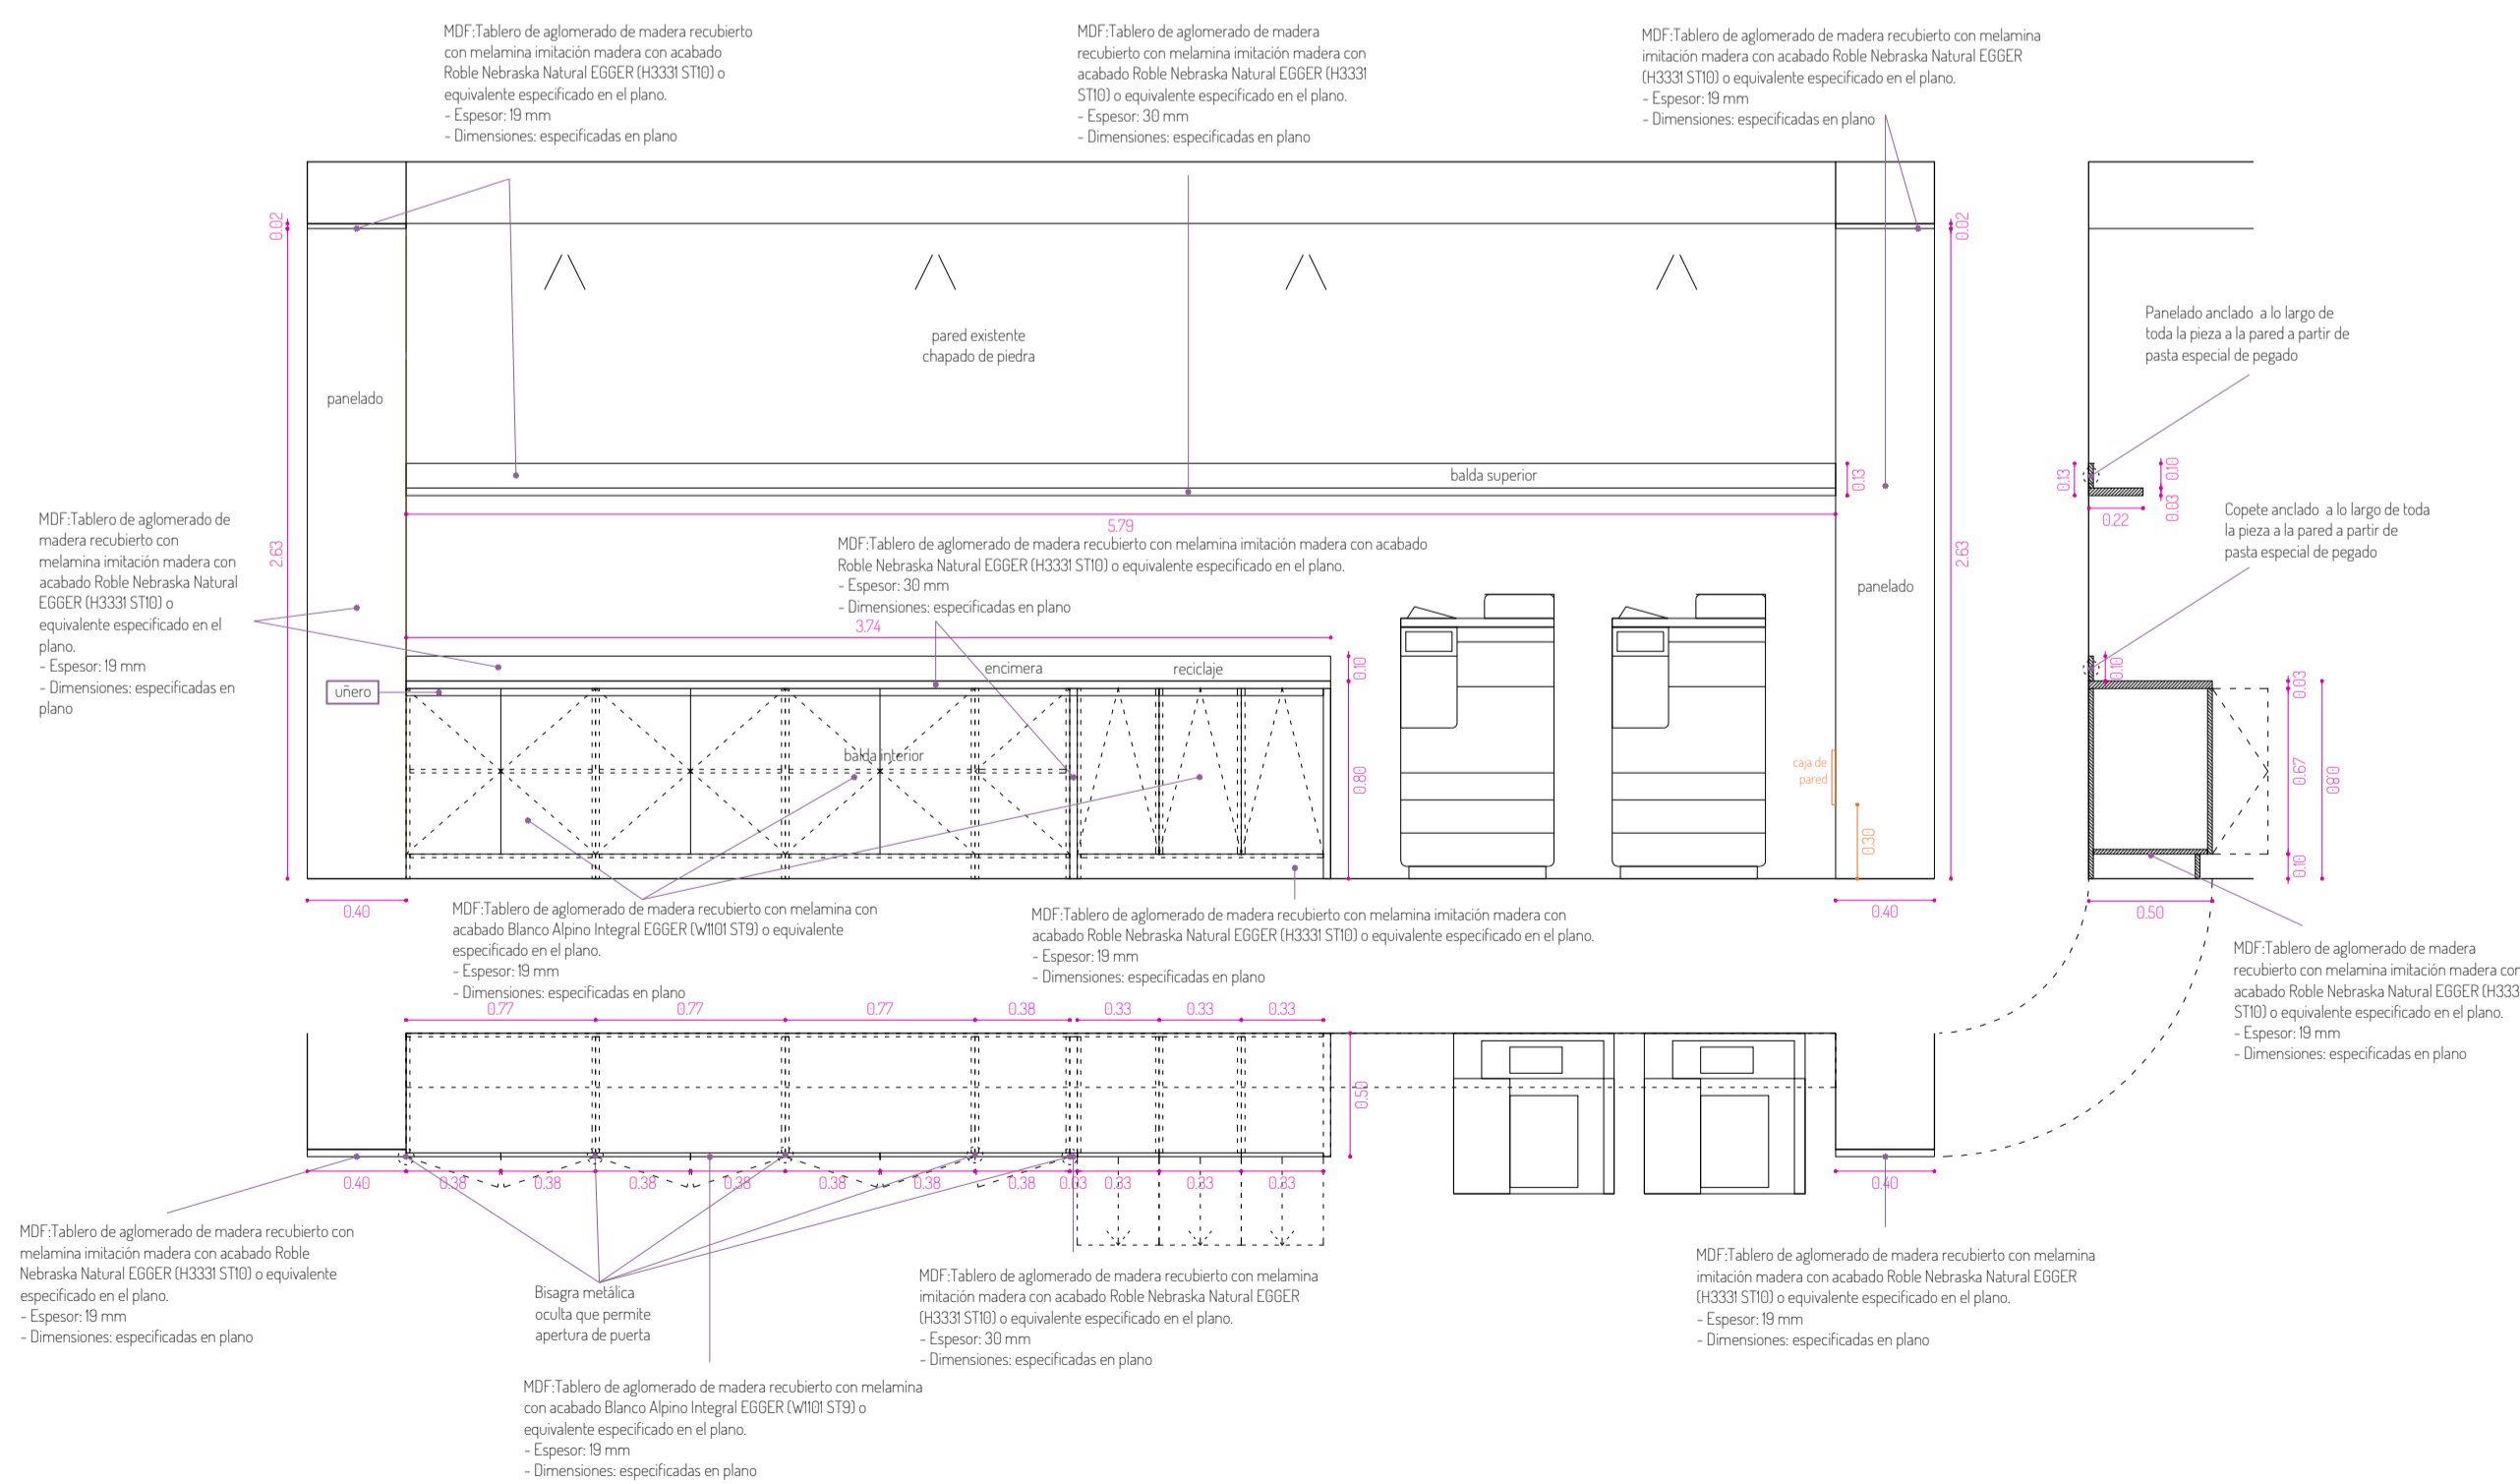 MDF:Tablero de aglomerado de madera recubierto
con melamina imitación madera con acabado
Roble Nebraska Natural EGGER (H3331 ST10) o
equivalente especificado en el plano.
- Espesor: 19 mm
- Dimensiones: especificadas en plano
MDF:Tablero de aglomerado de madera
recubierto con melamina imitación madera con
acabado Roble Nebraska Natural EGGER (H3331
ST10) o equivalente especificado en el plano.
- Espesor: 30 mm
- Dimensiones: especificadas en plano
MDF:Tablero de aglomerado de madera recubierto con melamina
imitación madera con acabado Roble Nebraska Natural EGGER
(H3331 ST10) o equivalente especificado en el plano.
- Espesor: 19 mm
- Dimensiones: especificadas en plano
0.02
0.02
Panelado anclado a lo largo de
toda la pieza a la pared a partir de
pasta especial de pegado
pared existente
chapado de piedra
panelado
balda superior
0.13
0.13
0.10
0.03
0.22
5.79
Copete anclado a lo largo de toda
la pieza a la pared a partir de
pasta especial de pegado
MDF:Tablero de aglomerado de
madera recubierto con
melamina imitación madera con
acabado Roble Nebraska Natural
EGGER (H3331 ST10) o
equivalente especificado en el
plano.
- Espesor: 19 mm
- Dimensiones: especificadas en
plano
2.63
2.63
MDF:Tablero de aglomerado de madera recubierto con melamina imitación madera con acabado
Roble Nebraska Natural EGGER (H3331 ST10) o equivalente especificado en el plano.
- Espesor: 30 mm
- Dimensiones: especificadas en plano
panelado
3.74
encimera
reciclaje
0.10
0.10
uñero
0.03
balda interior
caja de
pared
0.80
0.67
0.80
0.30
0.10
0.40
0.40
0.50
MDF:Tablero de aglomerado de madera recubierto con melamina con
acabado Blanco Alpino Integral EGGER (W1101 ST9) o equivalente
especificado en el plano.
- Espesor: 19 mm
- Dimensiones: especificadas en plano
MDF:Tablero de aglomerado de madera recubierto con melamina imitación madera con
acabado Roble Nebraska Natural EGGER (H3331 ST10) o equivalente especificado en el plano.
- Espesor: 19 mm
- Dimensiones: especificadas en plano
MDF:Tablero de aglomerado de madera
recubierto con melamina imitación madera con
acabado Roble Nebraska Natural EGGER (H333
ST10) o equivalente especificado en el plano.
- Espesor: 19 mm
- Dimensiones: especificadas en plano
0.77
0.77
0.77
0.38
0.33
0.33
0.33
0.50
0.40
0.38
0.38
0.38
0.38
0.38
0.38
0.38
0.03
0.33
0.33
0.33
0.40
MDF:Tablero de aglomerado de madera recubierto con
melamina imitación madera con acabado Roble
Nebraska Natural EGGER (H3331 ST10) o equivalente
especificado en el plano.
- Espesor: 19 mm
- Dimensiones: especificadas en plano
Bisagra metálica
oculta que permite
apertura de puerta
MDF:Tablero de aglomerado de madera recubierto con melamina
imitación madera con acabado Roble Nebraska Natural EGGER
(H3331 ST10) o equivalente especificado en el plano.
- Espesor: 30 mm
- Dimensiones: especificadas en plano
MDF:Tablero de aglomerado de madera recubierto con melamina
imitación madera con acabado Roble Nebraska Natural EGGER
(H3331 ST10) o equivalente especificado en el plano.
- Espesor: 19 mm
- Dimensiones: especificadas en plano
MDF:Tablero de aglomerado de madera recubierto con melamina
con acabado Blanco Alpino Integral EGGER (W1101 ST9) o
equivalente especificado en el plano.
- Espesor: 19 mm
- Dimensiones: especificadas en plano